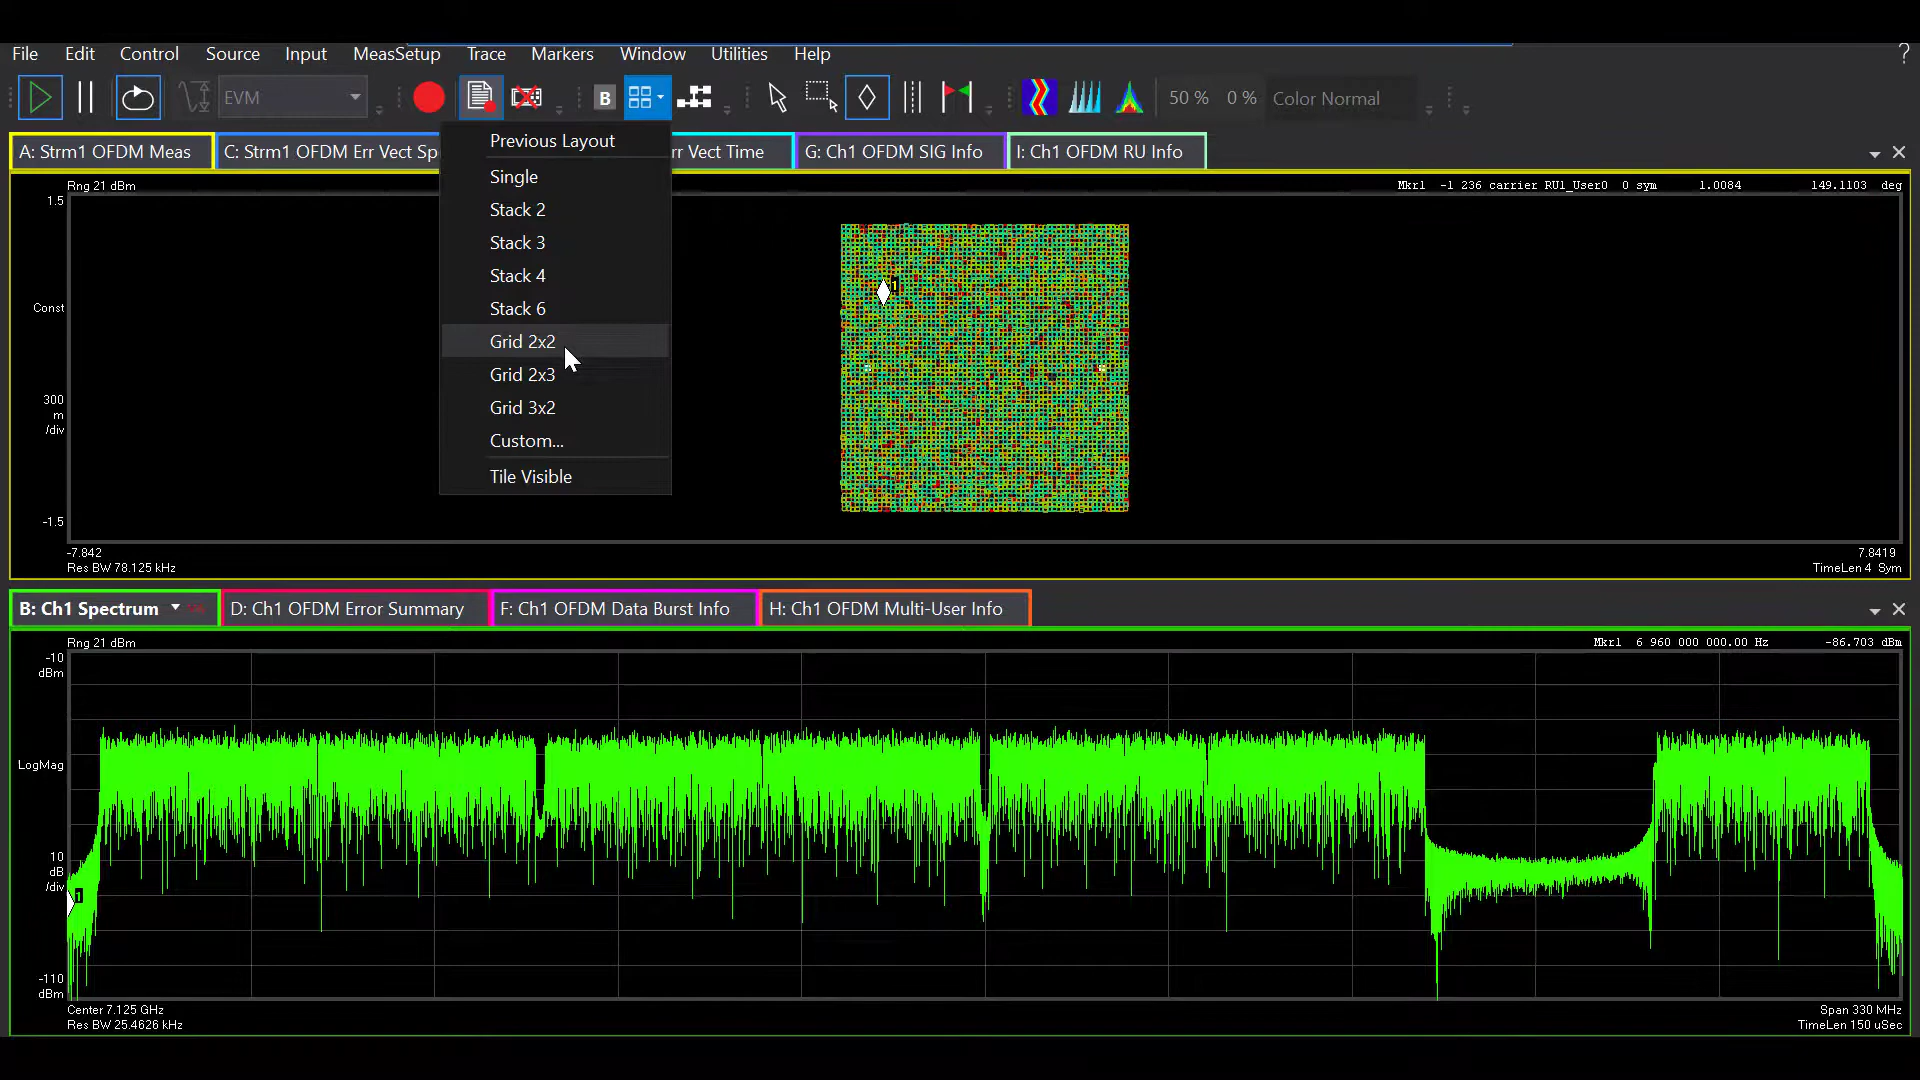 File Edit Control Source Input MeasSetup Trace Markers Window Utilities Help ?
EVM B 50 % 0 % Color Normal
A: Strm1 OFDM Meas C: Strm1 OFDM Err Vect Sp rr Vect Time G: Ch1 OFDM SIG Info I: Ch1 OFDM RU Info
Previous Layout
Single
Stack 2
Stack 3
Stack 4
Stack 6
Grid 2x2
Grid 2x3
Grid 3x2
Custom...
Tile Visible
Rng 21 dBm Mkr1 -1 236 carrier RU1_User0 0 sym 1.0084 149.1103 deg
1.5
1
Const
300
m
/div
-1.5
-7.842 7.8419
Res BW 78.125 kHz TimeLen 4 Sym
B: Ch1 Spectrum D: Ch1 OFDM Error Summary F: Ch1 OFDM Data Burst Info H: Ch1 OFDM Multi-User Info
Rng 21 dBm Mkr1 6 960 000 000.00 Hz -86.703 dBm
-10
dBm
LogMag
10
dB
/div
1
-110
dBm
Center 7.125 GHz Span 330 MHz
Res BW 25.4626 kHz TimeLen 150 uSec